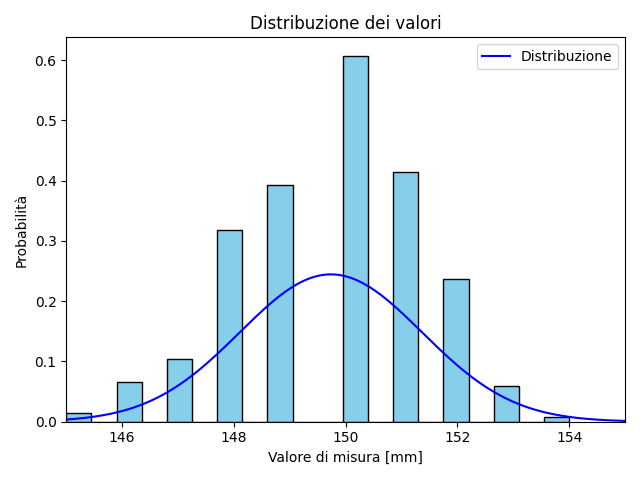 Distribuzione dei valori
Distribuzione
Probabilità
0.6
0.5
0.4
0.3
0.2
0.1
0.0
146 148 150 152 154
Valore di misura [mm]